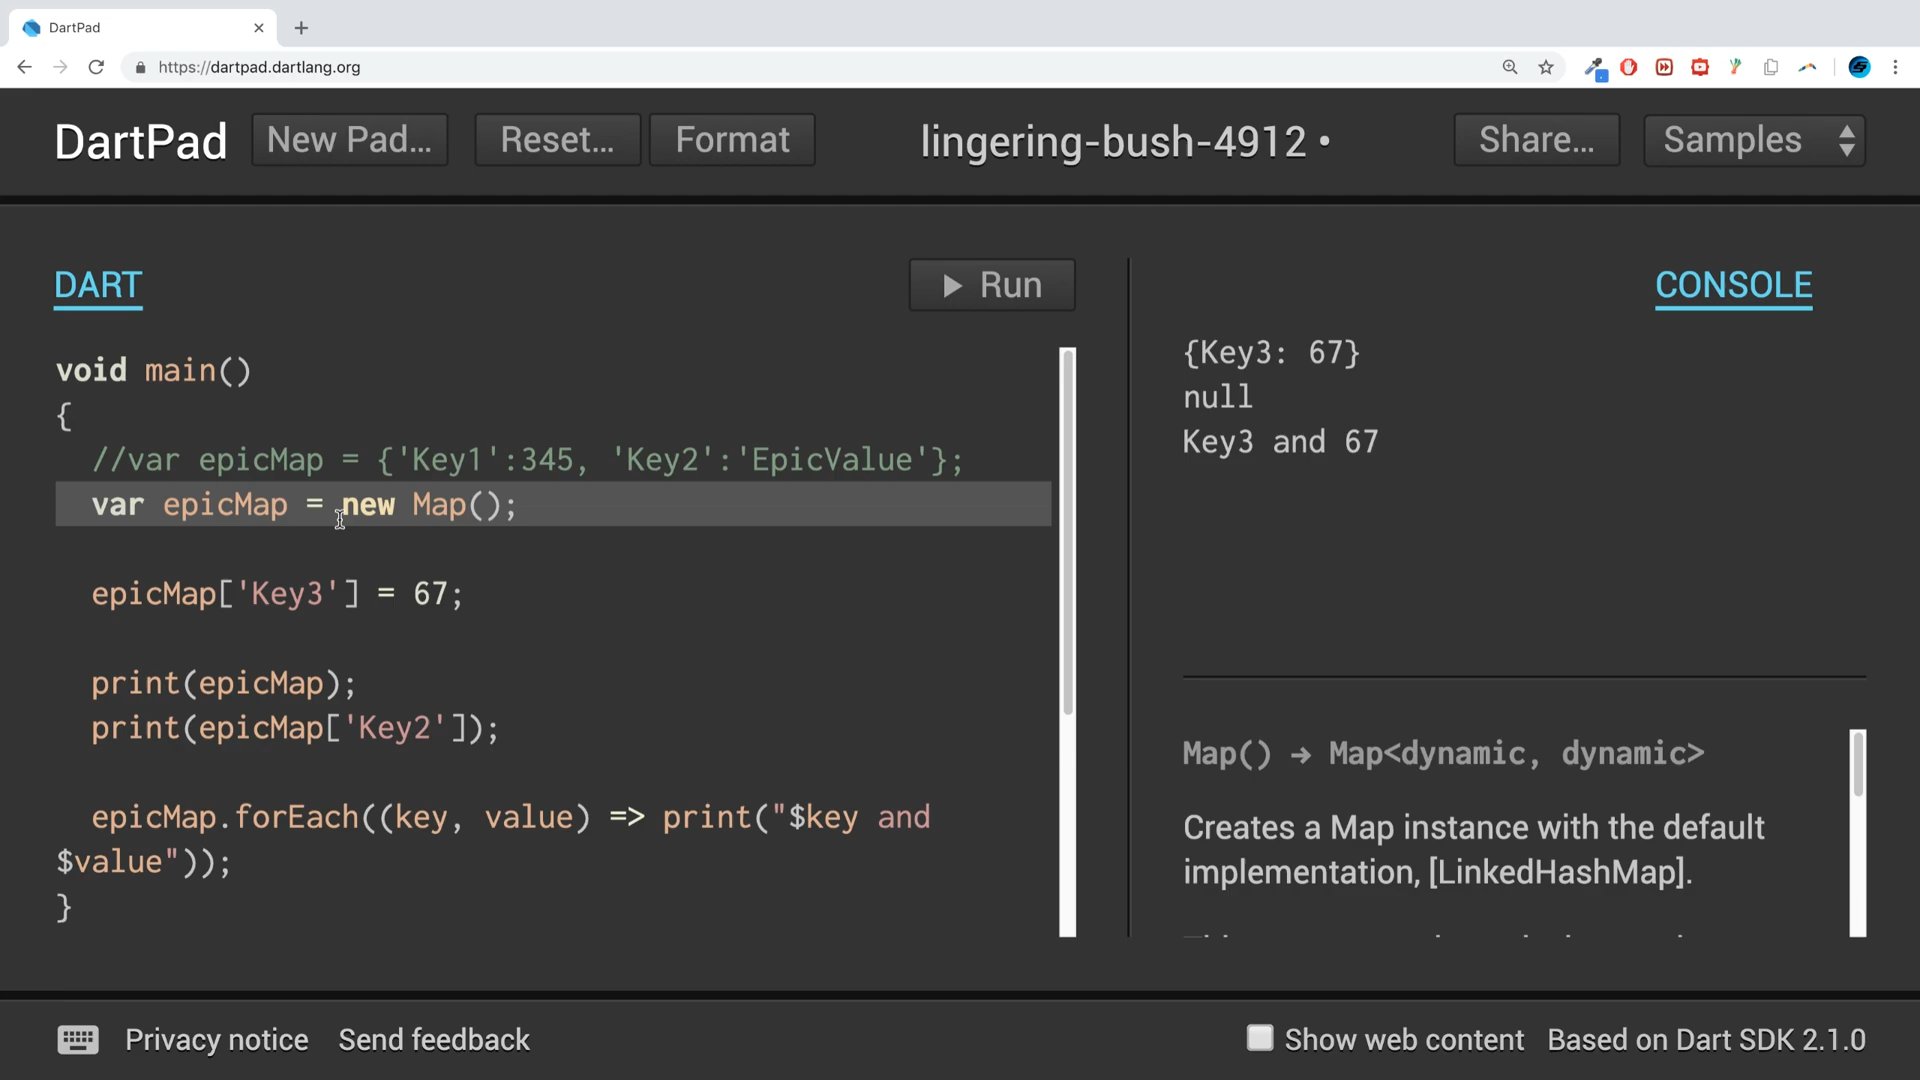 DartPad
https://dartpad.dartlang.org
DartPad
New Pad...
Reset...
Format
lingering-bush-4912 •
Share...
Samples
DART
Run
CONSOLE
void main()
{
//var epicMap = {'Key1':345, 'Key2':'EpicValue'};
var epicMap = new Map();
epicMap['Key3'] = 67;
print(epicMap);
print(epicMap['Key2']);
epicMap.forEach((key, value) => print("$key and
$value"));
}
{Key3: 67}
null
Key3 and 67
Map() → Map<dynamic, dynamic>
Creates a Map instance with the default
implementation, [LinkedHashMap].
Privacy notice
Send feedback
Show web content
Based on Dart SDK 2.1.0